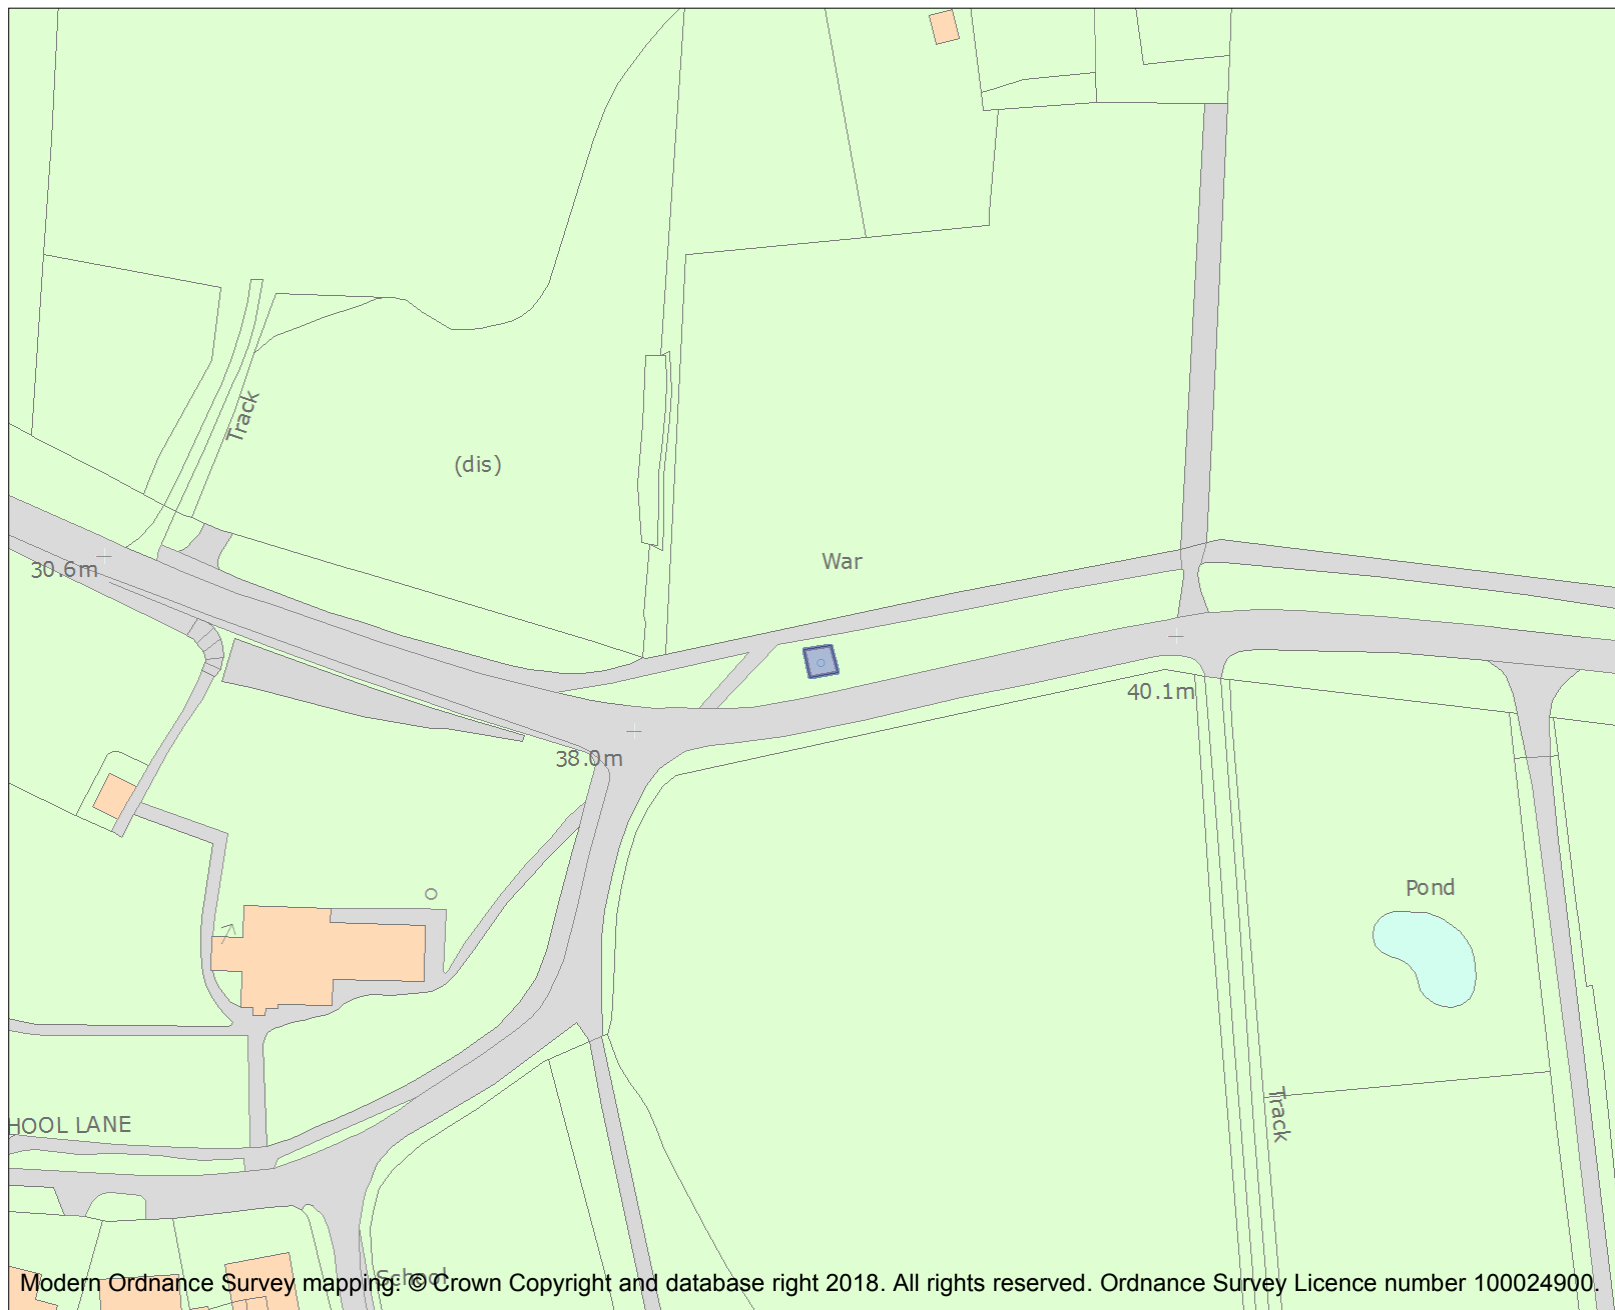 Track
(dis)
War
30.6m
40.1m
38.0m
Pond
Track
HOOL LANE
School
Modern Ordnance Survey mapping: © Crown Copyright and database right 2018. All rights reserved. Ordnance Survey Licence number 100024900.